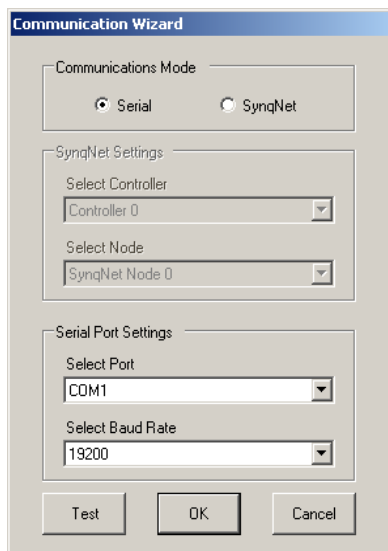 Communication Wizard
Communications Mode
Serial SynqNet
SynqNet Settings
Select Controller
Controller 0
Select Node
SynqNet Node 0
Serial Port Settings
Select Port
COM1
Select Baud Rate
19200
Test OK Cancel